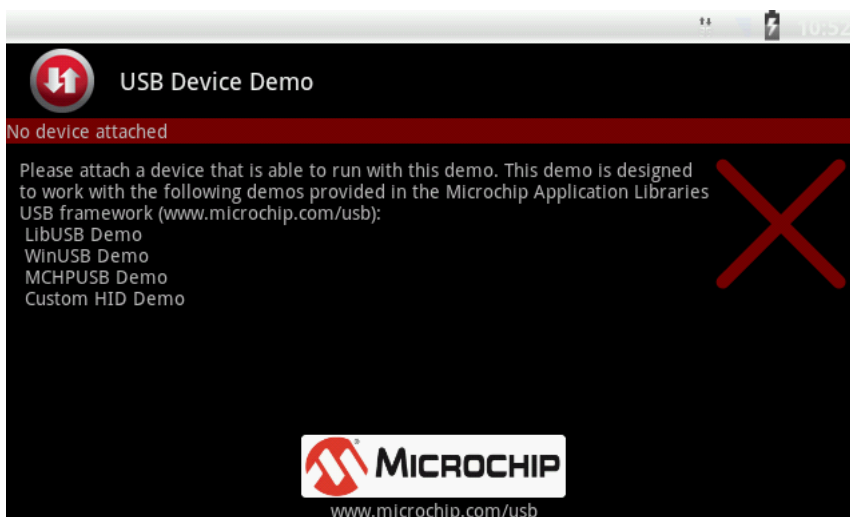 10:52
USB Device Demo
No device attached
Please attach a device that is able to run with this demo. This demo is designed
to work with the following demos provided in the Microchip Application Libraries
USB framework (www.microchip.com/usb):
LibUSB Demo
WinUSB Demo
MCHPUSB Demo
Custom HID Demo
MICROCHIP
www.microchip.com/usb